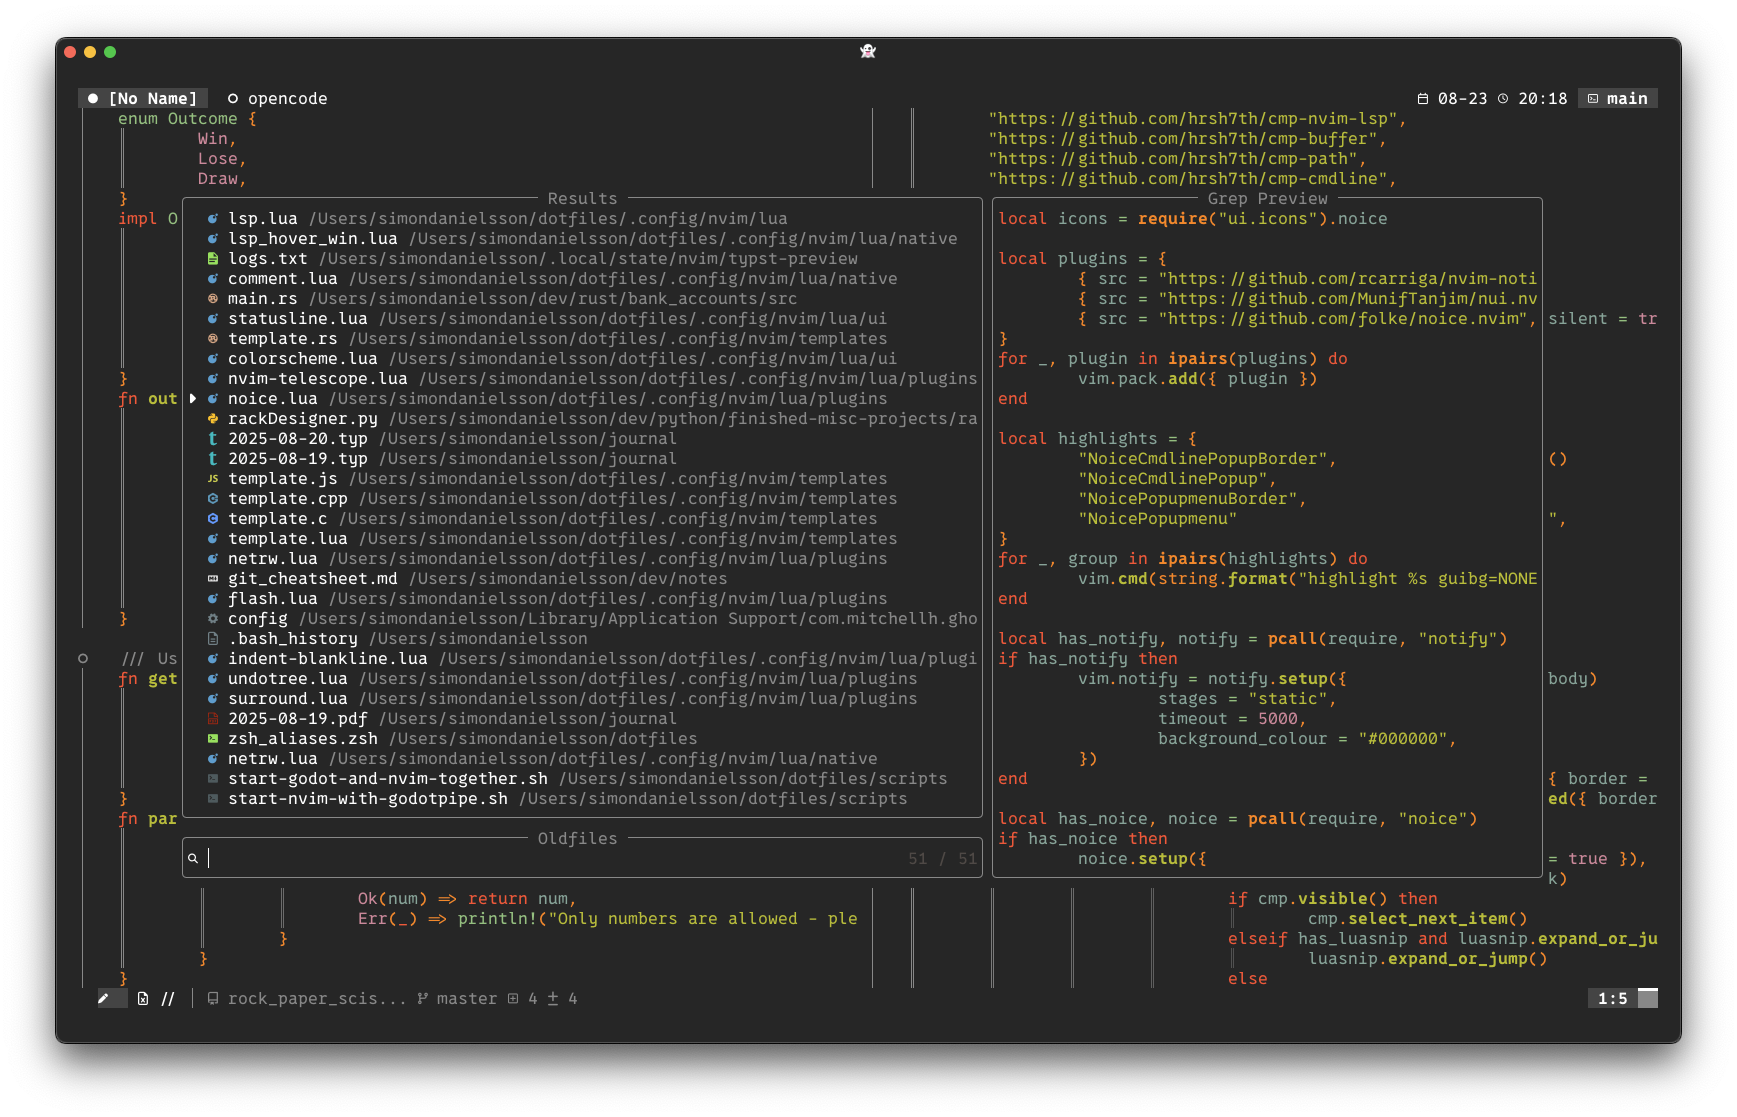 [No Name] opencode 08-23 20:18 main
enum Outcome {
Win,
Lose,
Draw,
}
impl O
}
fn out
}
/// Us
fn get
}
fn par
"https://github.com/hrsh7th/cmp-nvim-lsp",
"https://github.com/hrsh7th/cmp-buffer",
"https://github.com/hrsh7th/cmp-path",
"https://github.com/hrsh7th/cmp-cmdline",
Results
lsp.lua /Users/simondanielsson/dotfiles/.config/nvim/lua
lsp_hover_win.lua /Users/simondanielsson/dotfiles/.config/nvim/lua/native
logs.txt /Users/simondanielsson/.local/state/nvim/typst-preview
comment.lua /Users/simondanielsson/dotfiles/.config/nvim/lua/native
main.rs /Users/simondanielsson/dev/rust/bank_accounts/src
statusline.lua /Users/simondanielsson/dotfiles/.config/nvim/lua/ui
template.rs /Users/simondanielsson/dotfiles/.config/nvim/templates
colorscheme.lua /Users/simondanielsson/dotfiles/.config/nvim/lua/ui
nvim-telescope.lua /Users/simondanielsson/dotfiles/.config/nvim/lua/plugins
noice.lua /Users/simondanielsson/dotfiles/.config/nvim/lua/plugins
rackDesigner.py /Users/simondanielsson/dev/python/finished-misc-projects/ra
2025-08-20.typ /Users/simondanielsson/journal
2025-08-19.typ /Users/simondanielsson/journal
JS template.js /Users/simondanielsson/dotfiles/.config/nvim/templates
template.cpp /Users/simondanielsson/dotfiles/.config/nvim/templates
template.c /Users/simondanielsson/dotfiles/.config/nvim/templates
template.lua /Users/simondanielsson/dotfiles/.config/nvim/templates
netrw.lua /Users/simondanielsson/dotfiles/.config/nvim/lua/plugins
git_cheatsheet.md /Users/simondanielsson/dev/notes
flash.lua /Users/simondanielsson/dotfiles/.config/nvim/lua/plugins
config /Users/simondanielsson/Library/Application Support/com.mitchellh.gho
.bash_history /Users/simondanielsson
indent-blankline.lua /Users/simondanielsson/dotfiles/.config/nvim/lua/plugi
undotree.lua /Users/simondanielsson/dotfiles/.config/nvim/lua/plugins
surround.lua /Users/simondanielsson/dotfiles/.config/nvim/lua/plugins
2025-08-19.pdf /Users/simondanielsson/journal
zsh_aliases.zsh /Users/simondanielsson/dotfiles
netrw.lua /Users/simondanielsson/dotfiles/.config/nvim/lua/native
start-godot-and-nvim-together.sh /Users/simondanielsson/dotfiles/scripts
start-nvim-with-godotpipe.sh /Users/simondanielsson/dotfiles/scripts
Oldfiles
51 / 51
Grep Preview
local icons = require("ui.icons").noice
local plugins = {
{ src = "https://github.com/rcarriga/nvim-noti
{ src = "https://github.com/MunifTanjim/nui.nv
{ src = "https://github.com/folke/noice.nvim",
}
for _, plugin in ipairs(plugins) do
vim.pack.add({ plugin })
end
local highlights = {
"NoiceCmdlinePopupBorder",
"NoiceCmdlinePopup",
"NoicePopupmenuBorder",
"NoicePopupmenu"
}
for _, group in ipairs(highlights) do
vim.cmd(string.format("highlight %s guibg=NONE
end
local has_notify, notify = pcall(require, "notify")
if has_notify then
vim.notify = notify.setup({
stages = "static",
timeout = 5000,
background_colour = "#000000",
})
end
local has_noice, noice = pcall(require, "noice")
if has_noice then
noice.setup({
silent = tr
()
",
body)
{ border =
ed({ border
= true }),
k)
Ok(num) => return num,
Err(_) => println!("Only numbers are allowed - ple
}
}
}
if cmp.visible() then
cmp.select_next_item()
elseif has_luasnip and luasnip.expand_or_ju
luasnip.expand_or_jump()
else
// rock_paper_scis... master 4 ± 4 1:5